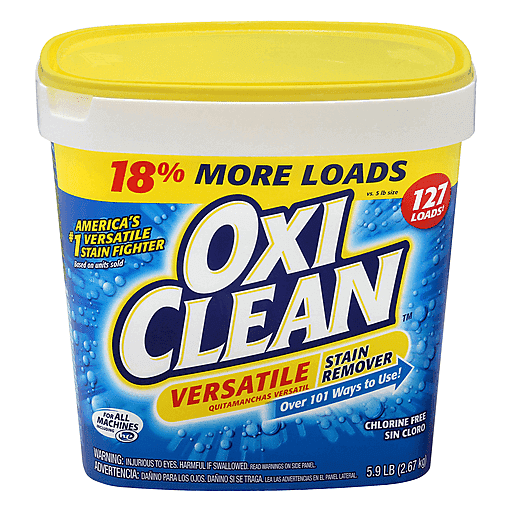 18% MORE LOADS
vs. 5 lb size
127
LOADS†
AMERICA'S
#1 VERSATILE
STAIN FIGHTER
Based on units sold
OXI
CLEAN™
VERSATILE
QUITAMANCHAS VERSATIL
STAIN
REMOVER
Over 101 Ways to Use!
FOR ALL
MACHINES
INCLUDING he
CHLORINE FREE
SIN CLORO
WARNING: INJURIOUS TO EYES. HARMFUL IF SWALLOWED. READ WARNINGS ON SIDE PANEL.
ADVERTENCIA: DAÑINO PARA LOS OJOS. DAÑINO SI SE TRAGA. LEA LAS ADVERTENCIAS EN EL PANEL LATERAL.
5.9 LB (2.67 kg)